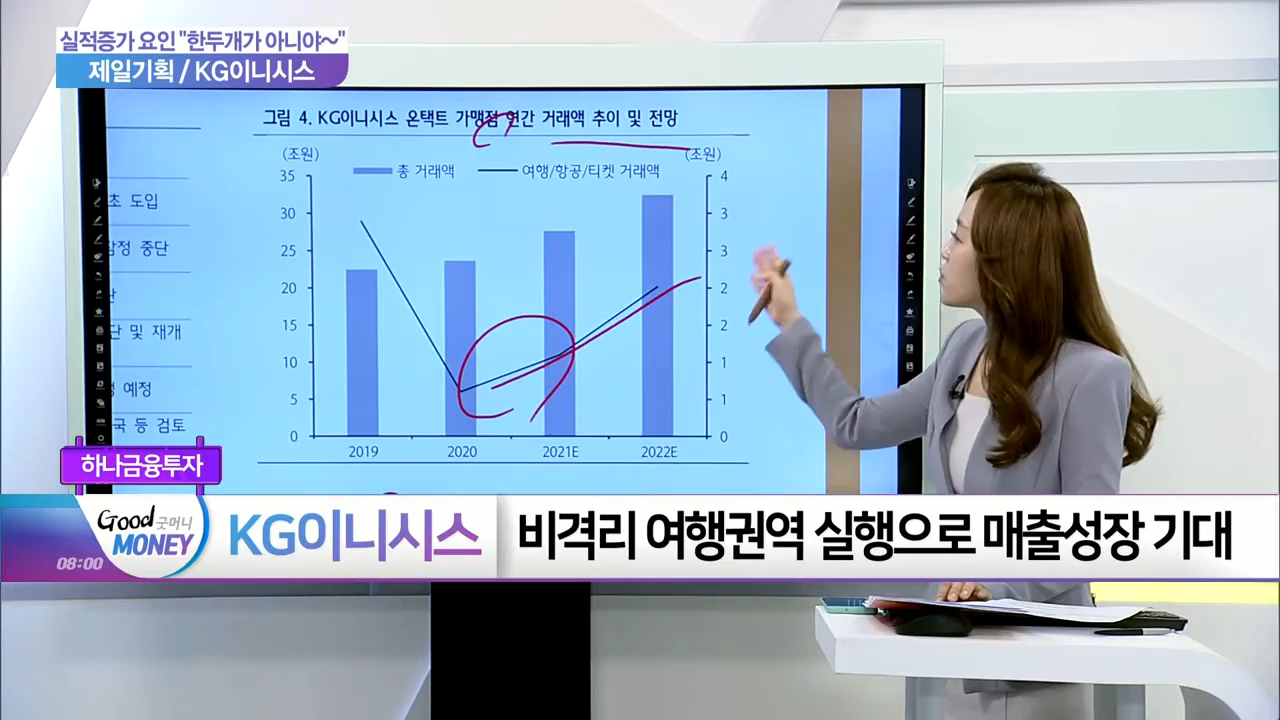 실적증가 요인 "한두개가 아니야~"
제일기획 / KG이니시스
그림 4. KG이니시스 온택트 가맹점 연간 거래액 추이 및 전망
(조원) (조원)
총 거래액 여행/항공/티켓 거래액
35 4
30 3
25 3
20 2
15 2
10 1
5 1
0 0
2019 2020 2021E 2022E
도입
중단
및 재개
예정
국 등 검토
하나금융투자
Good 굿머니
MONEY
08:00
KG이니시스
비격리 여행권역 실행으로 매출성장 기대